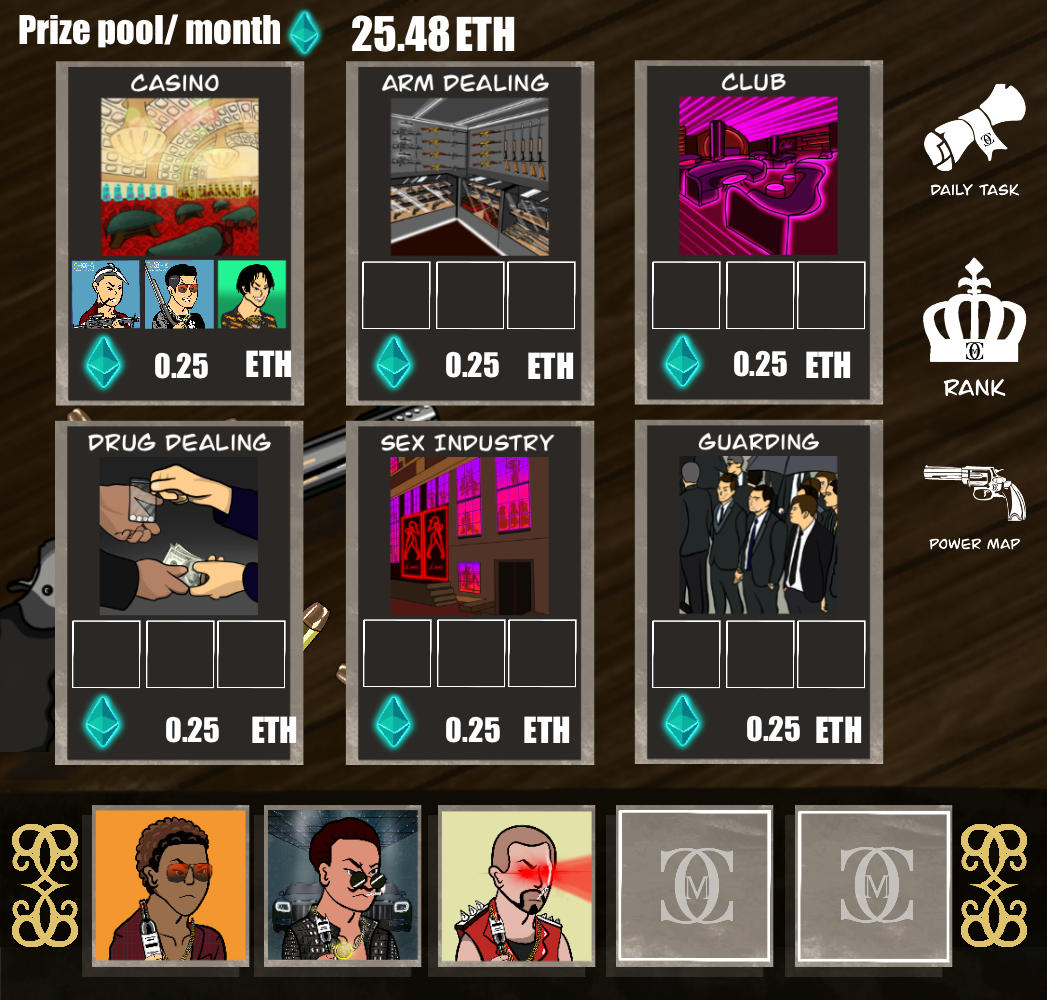 Prize pool/ month 25.48 ETH
CASINO
ARM DEALING
CLUB
0.25 ETH
0.25 ETH
0.25 ETH
DRUG DEALING
SEX INDUSTRY
GUARDING
0.25 ETH
0.25 ETH
0.25 ETH
DAILY TASK
RANK
POWER MAP